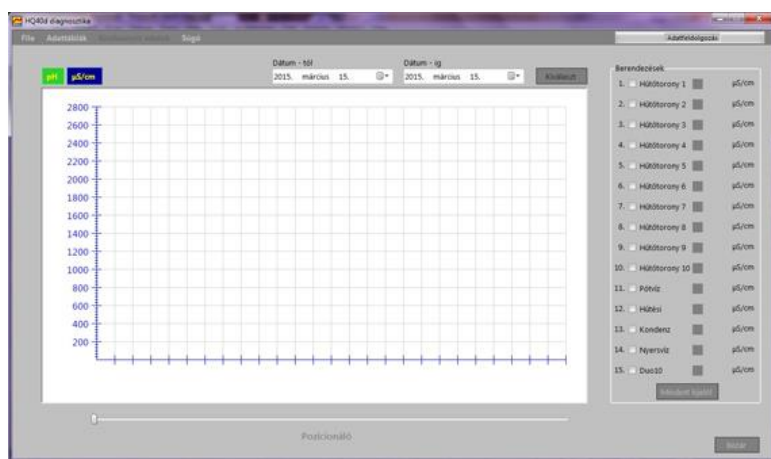 HQ40d diagnosztika
File Adattáblák Súgó
Adatfeldolgozás
Dátum - tól Dátum - ig
pH µS/cm 2015. március 15. 2015. március 15. Kiválaszt
Berendezések
1. Hűtőtorony 1 µS/cm
2. Hűtőtorony 2 µS/cm
3. Hűtőtorony 3 µS/cm
4. Hűtőtorony 4 µS/cm
5. Hűtőtorony 5 µS/cm
6. Hűtőtorony 6 µS/cm
7. Hűtőtorony 7 µS/cm
8. Hűtőtorony 8 µS/cm
9. Hűtőtorony 9 µS/cm
10. Hűtőtorony 10 µS/cm
11. Pótvíz µS/cm
12. Hűtési µS/cm
13. Kondenz µS/cm
14. Nyersvíz µS/cm
15. Duo10 µS/cm
Mindent kijelöl
2800
2600
2400
2200
2000
1800
1600
1400
1200
1000
800
600
400
200
Pozicionáló
Bezár